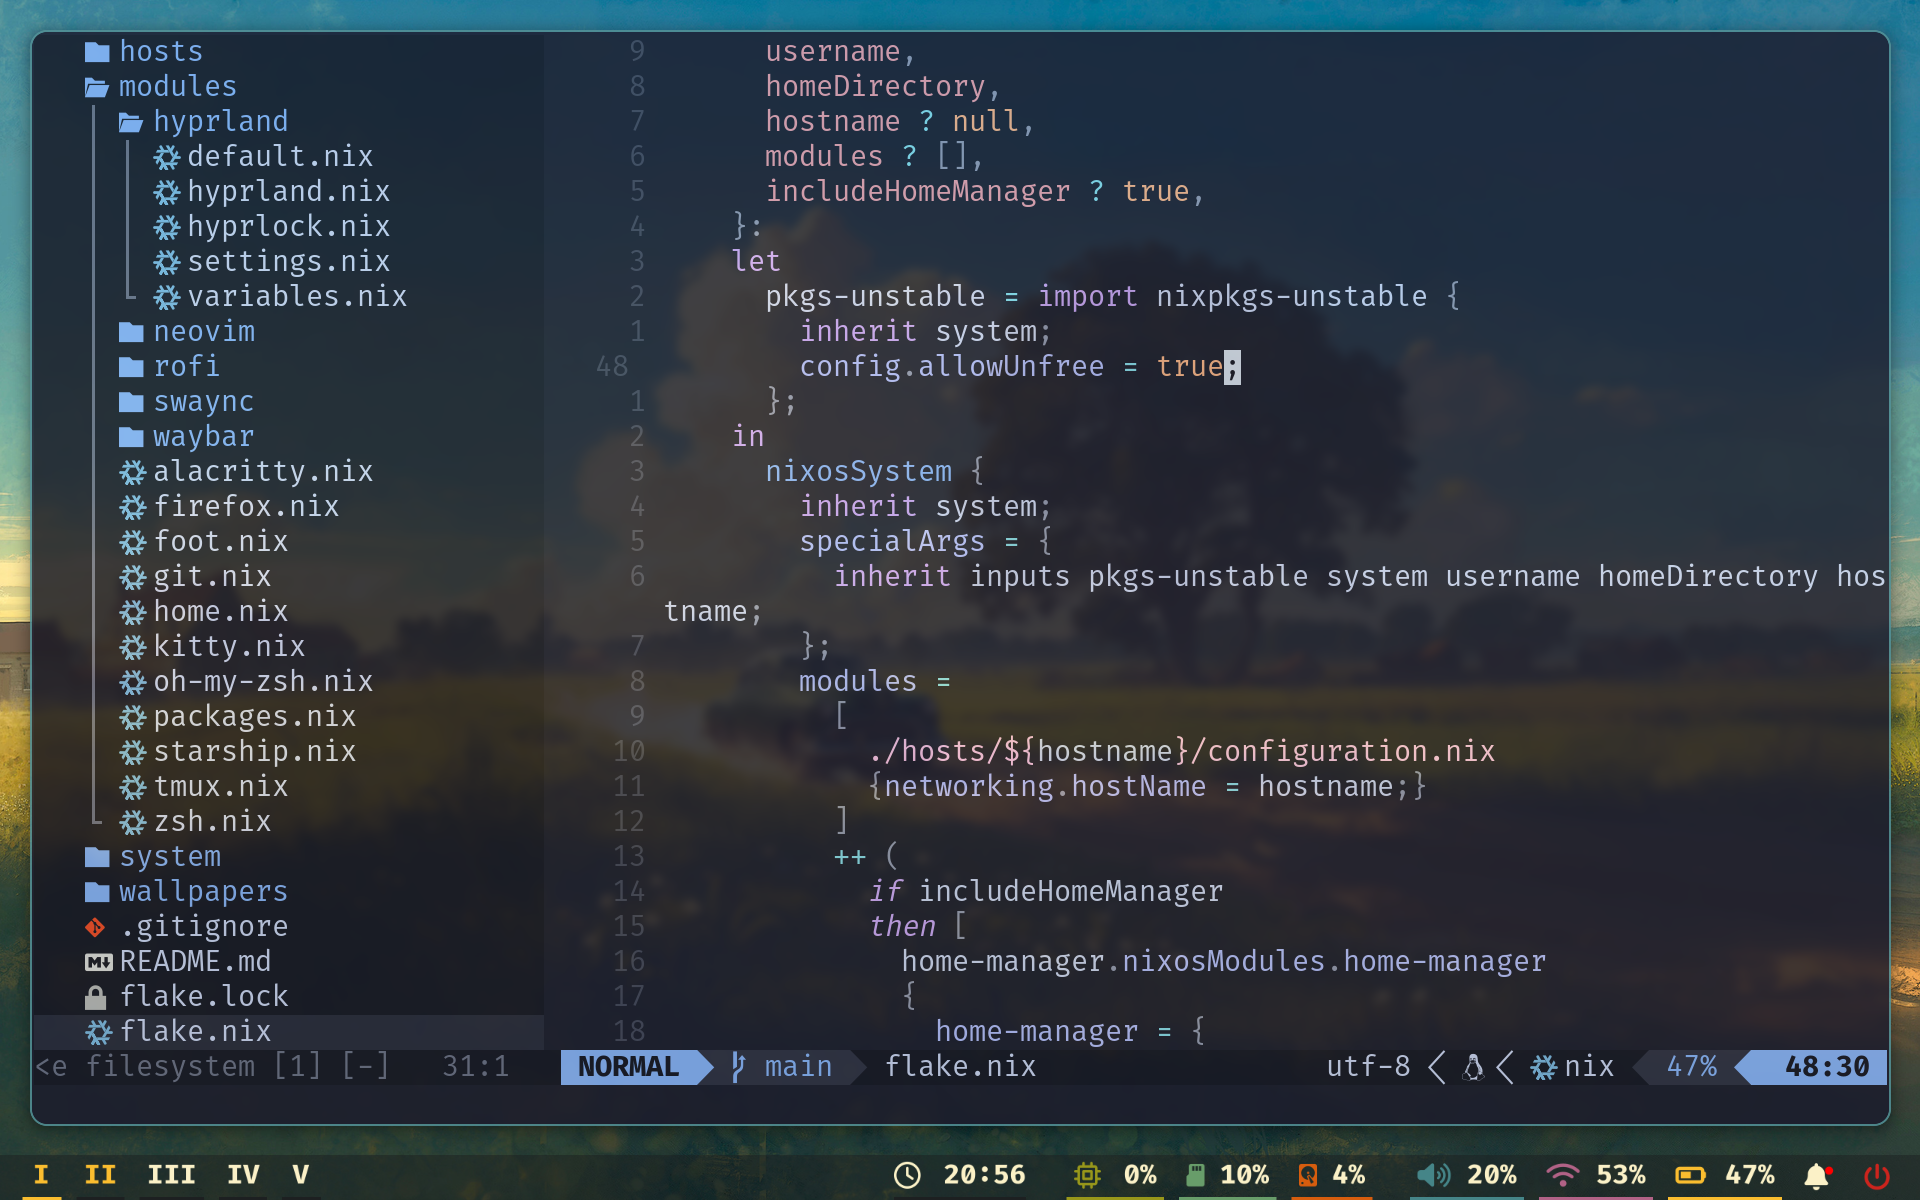 hosts
modules
hyprland
default.nix
hyprland.nix
hyprlock.nix
settings.nix
variables.nix
neovim
rofi
swaync
waybar
alacritty.nix
firefox.nix
foot.nix
git.nix
home.nix
kitty.nix
oh-my-zsh.nix
packages.nix
starship.nix
tmux.nix
zsh.nix
system
wallpapers
.gitignore
README.md
flake.lock
flake.nix
<e filesystem [1] [-] 31:1
9 username,
8 homeDirectory,
7 hostname ? null,
6 modules ? [],
5 includeHomeManager ? true,
4 }:
3 let
2 pkgs-unstable = import nixpkgs-unstable {
1 inherit system;
48 config.allowUnfree = true;
1 };
2 in
3 nixosSystem {
4 inherit system;
5 specialArgs = {
6 inherit inputs pkgs-unstable system username homeDirectory hos
tname;
7 };
8 modules =
9 [
10 ./hosts/${hostname}/configuration.nix
11 {networking.hostName = hostname;}
12 ]
13 ++ (
14 if includeHomeManager
15 then [
16 home-manager.nixosModules.home-manager
17 {
18 home-manager = {
NORMAL main flake.nix utf-8 nix 47% 48:30
I II III IV V 20:56 0% 10% 4% 20% 53% 47%